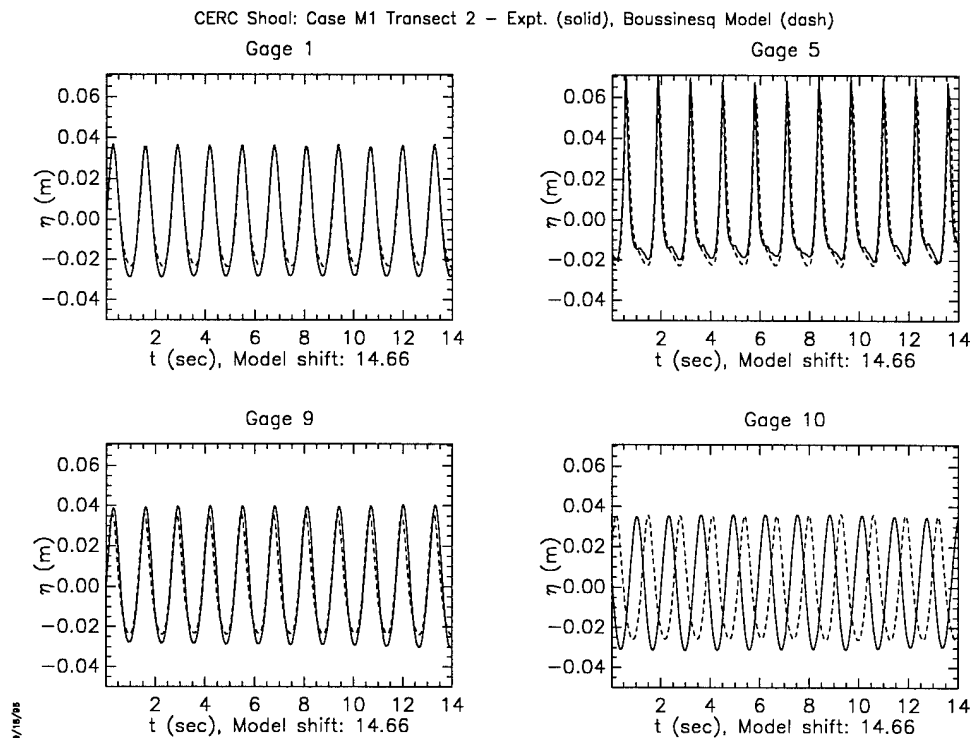 CERC Shoal: Case M1 Transect 2 – Expt. (solid), Boussinesq Model (dash)
Gage 1
η (m)
0.06
0.04
0.02
0.00
−0.02
−0.04
2 4 6 8 10 12 14
t (sec), Model shift: 14.66
Gage 5
η (m)
0.06
0.04
0.02
0.00
−0.02
−0.04
2 4 6 8 10 12 14
t (sec), Model shift: 14.66
Gage 9
η (m)
0.06
0.04
0.02
0.00
−0.02
−0.04
2 4 6 8 10 12 14
t (sec), Model shift: 14.66
Gage 10
η (m)
0.06
0.04
0.02
0.00
−0.02
−0.04
2 4 6 8 10 12 14
t (sec), Model shift: 14.66